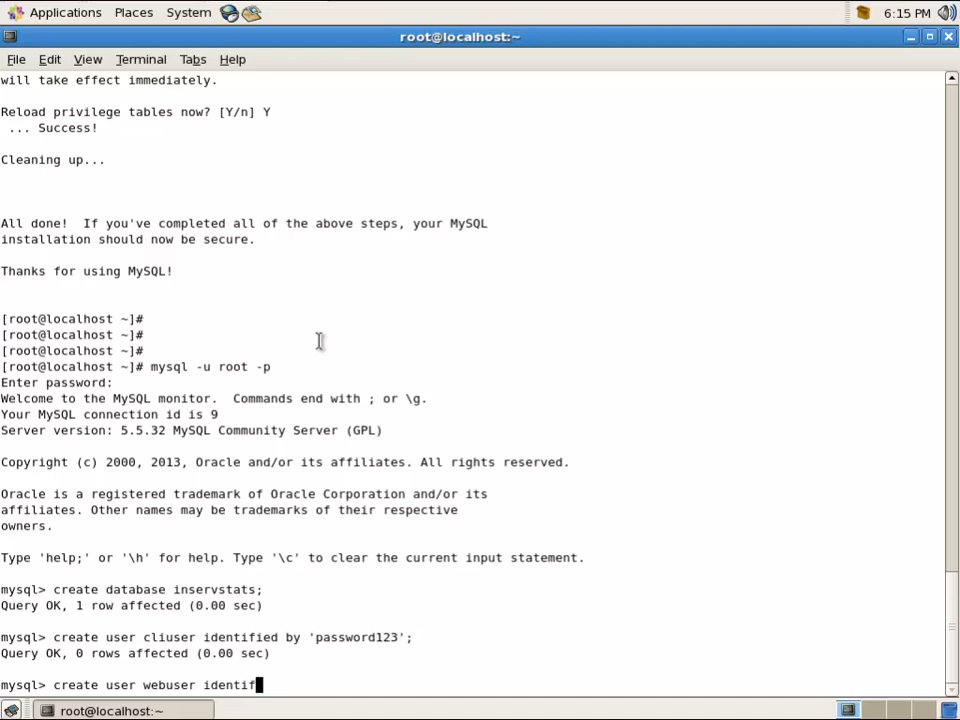 Applications Places System 6:15 PM
root@localhost:~
File Edit View Terminal Tabs Help
will take effect immediately.
Reload privilege tables now? [Y/n] Y
... Success!
Cleaning up...
All done! If you've completed all of the above steps, your MySQL
installation should now be secure.
Thanks for using MySQL!
[root@localhost ~]#
[root@localhost ~]#
[root@localhost ~]#
[root@localhost ~]# mysql -u root -p
Enter password:
Welcome to the MySQL monitor. Commands end with ; or \g.
Your MySQL connection id is 9
Server version: 5.5.32 MySQL Community Server (GPL)
Copyright (c) 2000, 2013, Oracle and/or its affiliates. All rights reserved.
Oracle is a registered trademark of Oracle Corporation and/or its
affiliates. Other names may be trademarks of their respective
owners.
Type 'help;' or '\h' for help. Type '\c' to clear the current input statement.
mysql> create database inservstats;
Query OK, 1 row affected (0.00 sec)
mysql> create user cliuser identified by 'password123';
Query OK, 0 rows affected (0.00 sec)
mysql> create user webuser identif
root@localhost:~